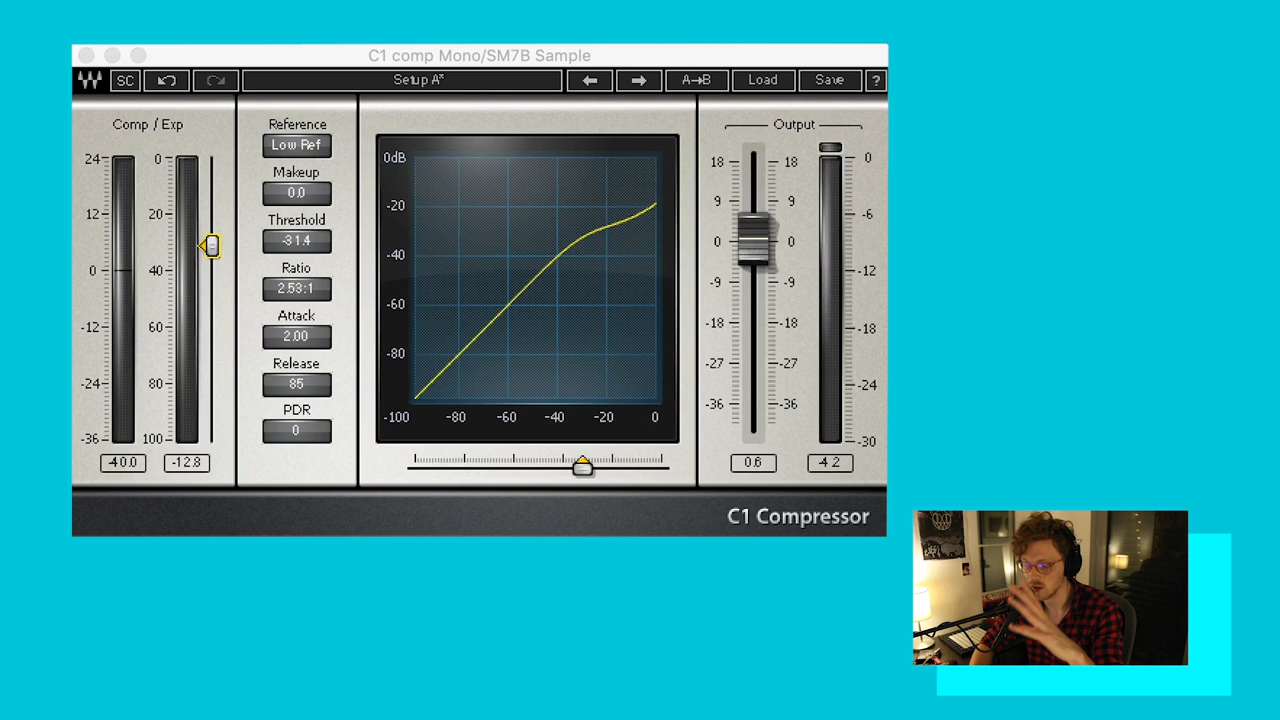 C1 comp Mono/SM7B Sample
SC
Setup A*
A→B
Load
Save
?
Comp / Exp
24
12
0
-12
-24
-36
0
20
40
60
80
100
-40.0
-12.8
Reference
Low Ref
Makeup
0.0
Threshold
-31.4
Ratio
2.53:1
Attack
2.00
Release
85
PDR
0
0dB
-20
-40
-60
-80
-100 -80 -60 -40 -20 0
Output
18 18
9 9
0 0
-9 -9
-18 -18
-27 -27
-36 -36
0
-6
-12
-18
-24
-30
0.6
-4.2
C1 Compressor